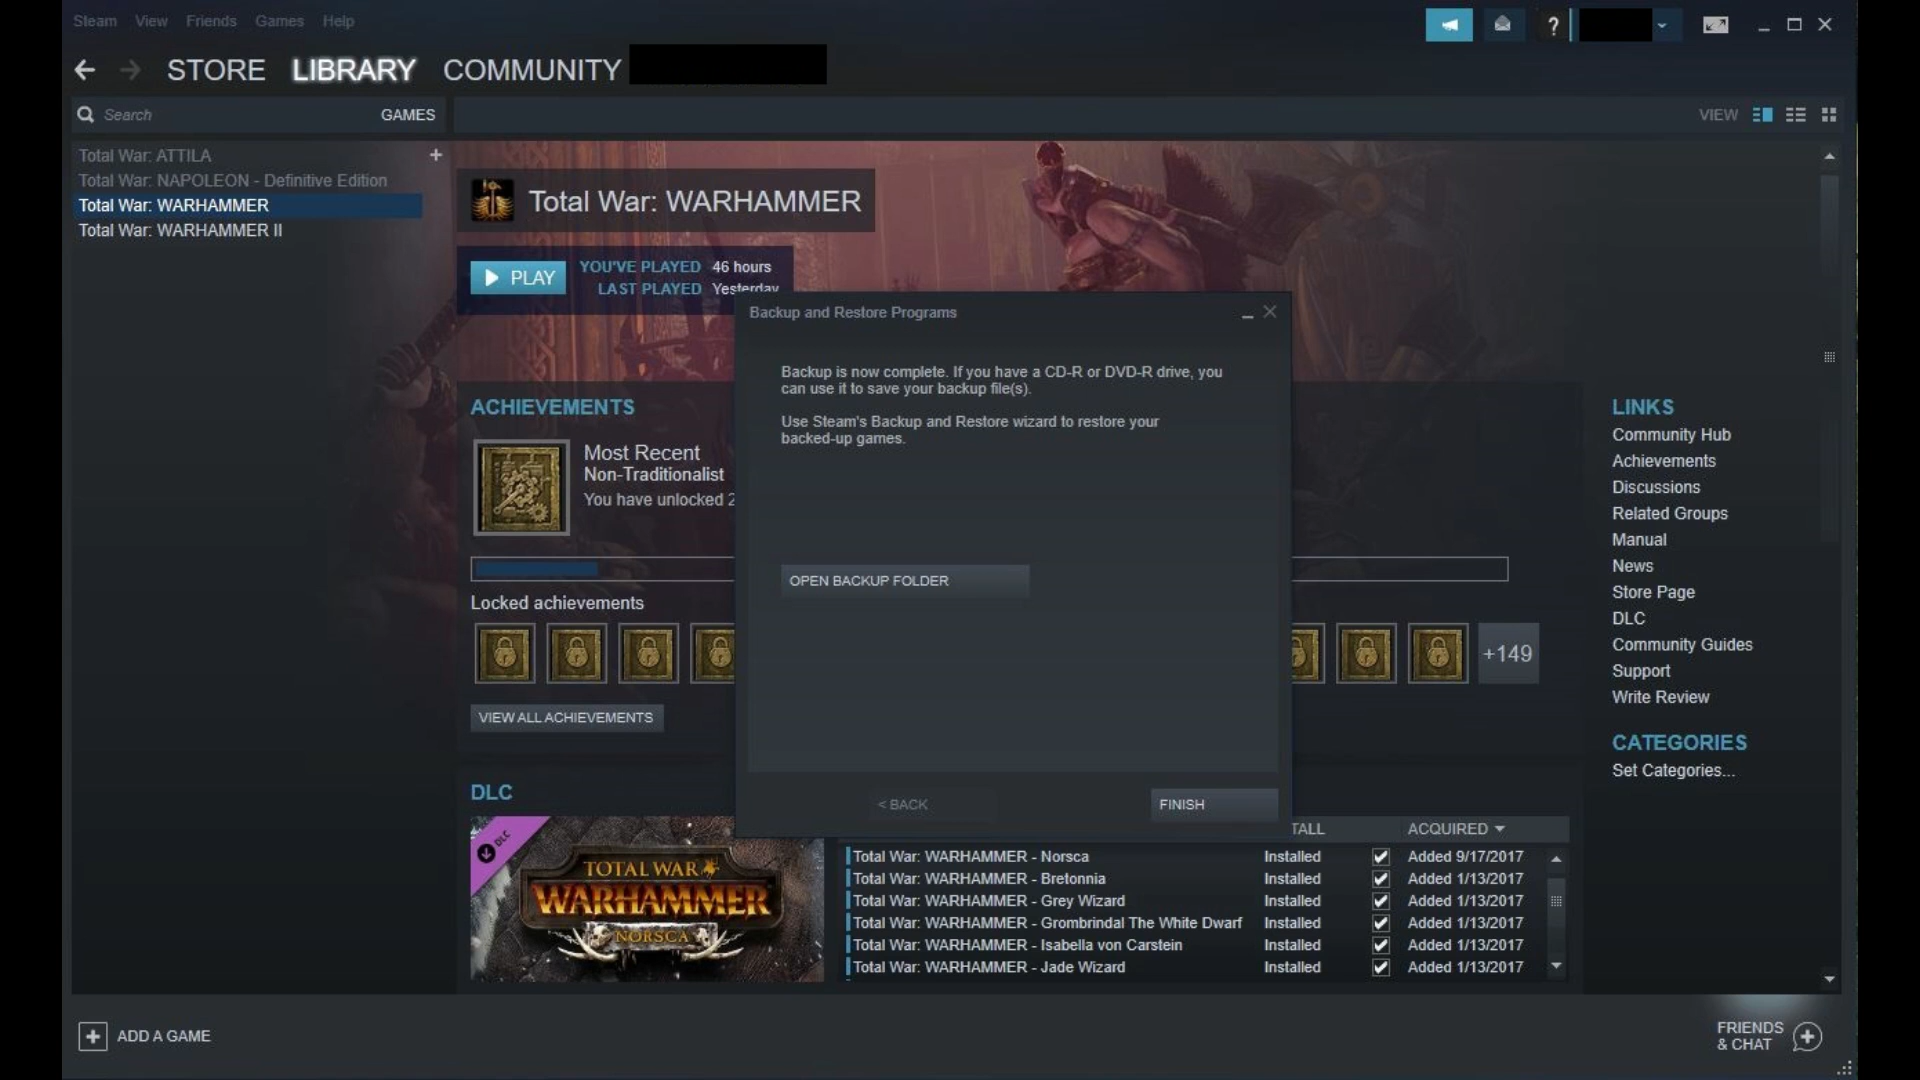 Steam View Friends Games Help
?
STORE LIBRARY COMMUNITY
Search GAMES
VIEW
Total War: ATTILA +
Total War: NAPOLEON - Definitive Edition
Total War: WARHAMMER
Total War: WARHAMMER II
Total War: WARHAMMER
PLAY
YOU'VE PLAYED 46 hours
LAST PLAYED Yesterday
Backup and Restore Programs
Backup is now complete. If you have a CD-R or DVD-R drive, you
can use it to save your backup file(s).
Use Steam's Backup and Restore wizard to restore your
backed-up games.
OPEN BACKUP FOLDER
< BACK
FINISH
ACHIEVEMENTS
Most Recent
Non-Traditionalist
You have unlocked 2
Locked achievements
+149
VIEW ALL ACHIEVEMENTS
DLC
DLC
TOTAL WAR
WARHAMMER
NORSCA
TALL ACQUIRED
Total War: WARHAMMER - Norsca Installed Added 9/17/2017
Total War: WARHAMMER - Bretonnia Installed Added 1/13/2017
Total War: WARHAMMER - Grey Wizard Installed Added 1/13/2017
Total War: WARHAMMER - Grombrindal The White Dwarf Installed Added 1/13/2017
Total War: WARHAMMER - Isabella von Carstein Installed Added 1/13/2017
Total War: WARHAMMER - Jade Wizard Installed Added 1/13/2017
LINKS
Community Hub
Achievements
Discussions
Related Groups
Manual
News
Store Page
DLC
Community Guides
Support
Write Review
CATEGORIES
Set Categories...
+ ADD A GAME
FRIENDS
& CHAT